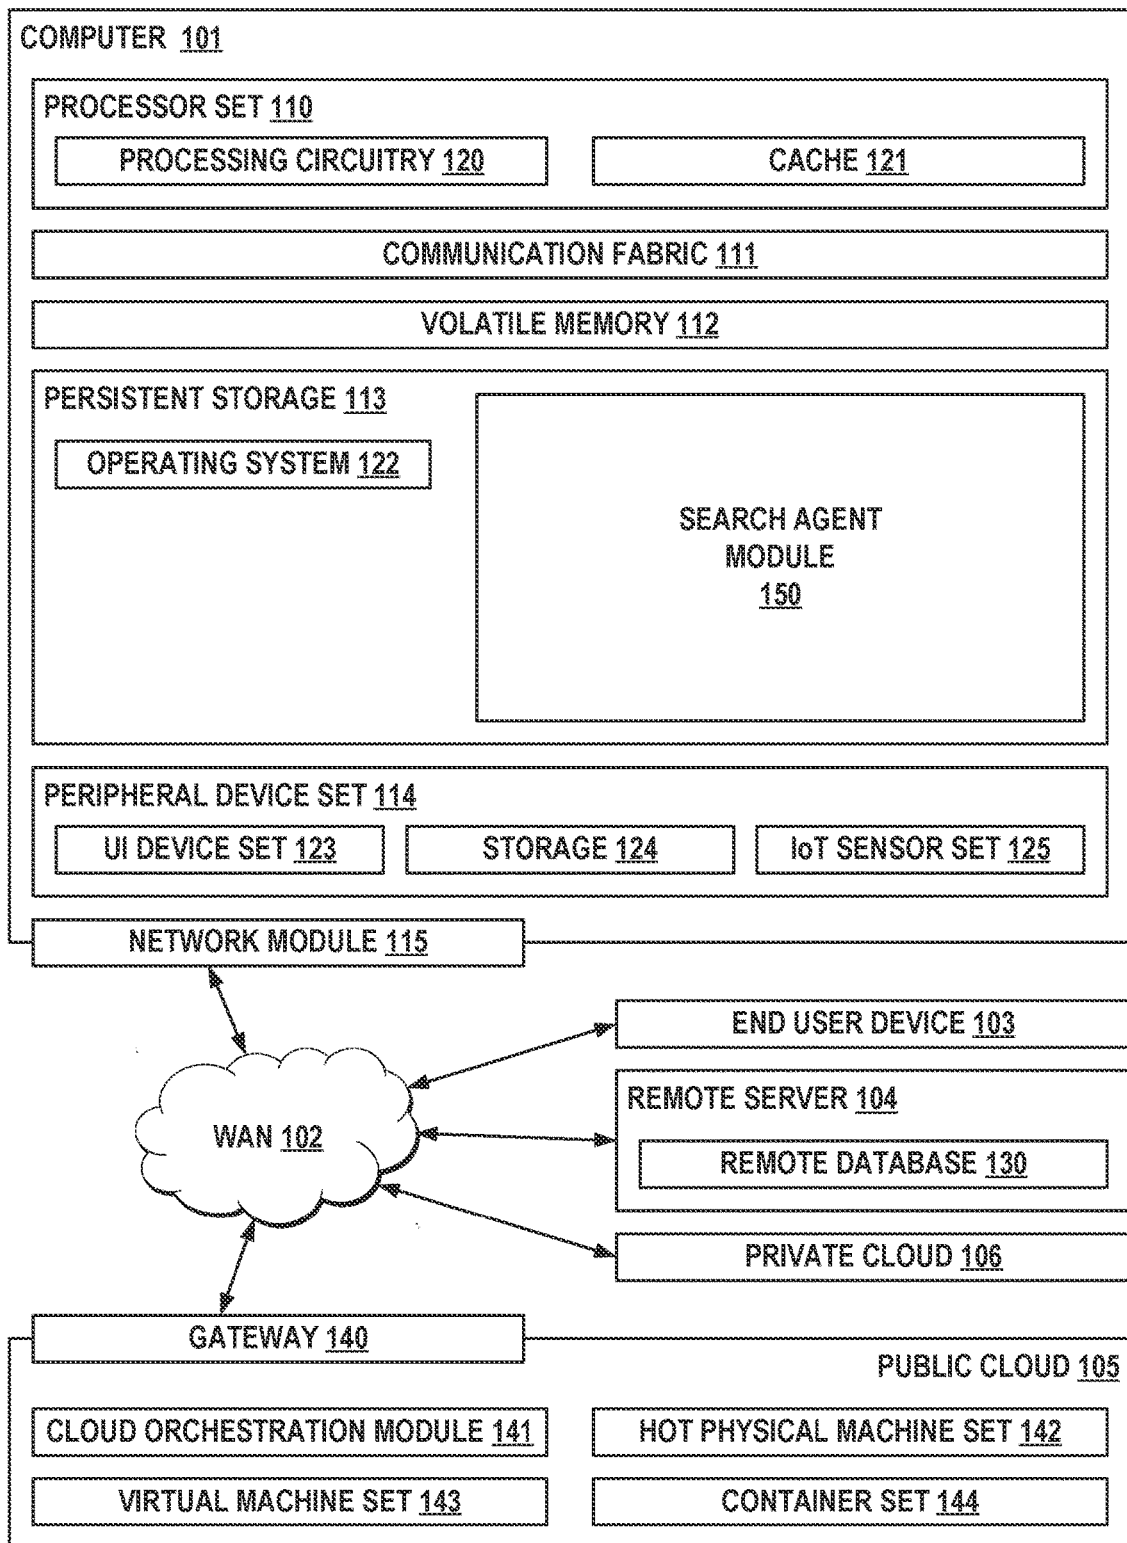 COMPUTER 101
PROCESSOR SET 110
PROCESSING CIRCUITRY 120
CACHE 121
COMMUNICATION FABRIC 111
VOLATILE MEMORY 112
PERSISTENT STORAGE 113
OPERATING SYSTEM 122
SEARCH AGENT
MODULE
150
PERIPHERAL DEVICE SET 114
UI DEVICE SET 123
STORAGE 124
IoT SENSOR SET 125
NETWORK MODULE 115
END USER DEVICE 103
REMOTE SERVER 104
WAN 102
REMOTE DATABASE 130
PRIVATE CLOUD 106
GATEWAY 140
PUBLIC CLOUD 105
CLOUD ORCHESTRATION MODULE 141
HOT PHYSICAL MACHINE SET 142
VIRTUAL MACHINE SET 143
CONTAINER SET 144